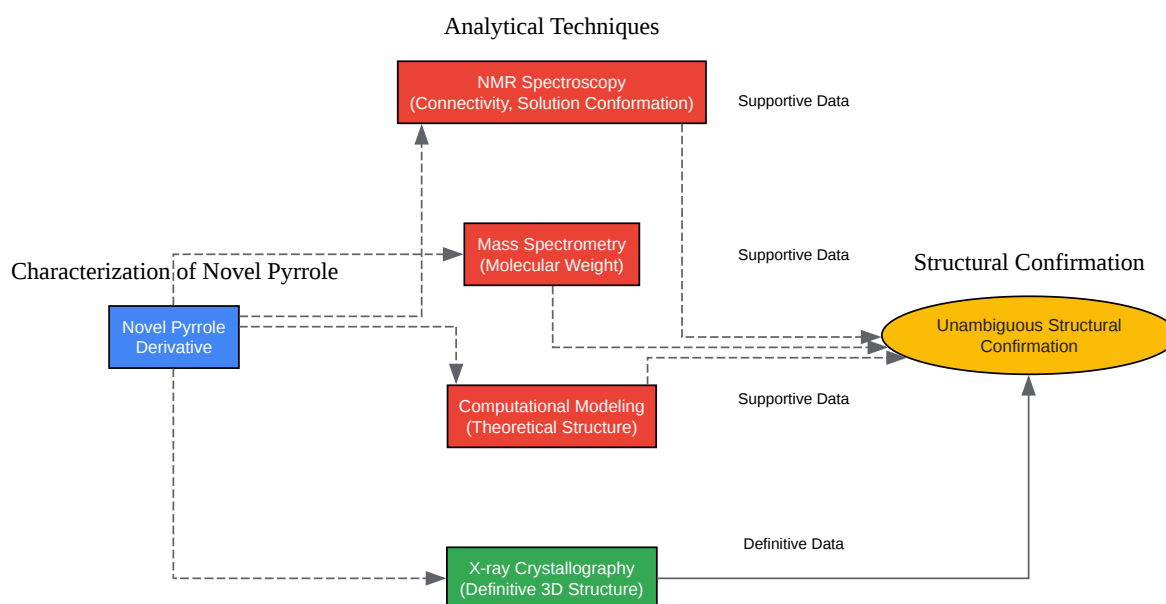 Analytical Techniques
NMR Spectroscopy
(Connectivity, Solution Conformation)
Supportive Data
Mass Spectrometry
(Molecular Weight)
Supportive Data
Characterization of Novel Pyrrole
Structural Confirmation
Novel Pyrrole
Derivative
Unambiguous Structural
Confirmation
Computational Modeling
(Theoretical Structure)
Supportive Data
X-ray Crystallography
(Definitive 3D Structure)
Definitive Data